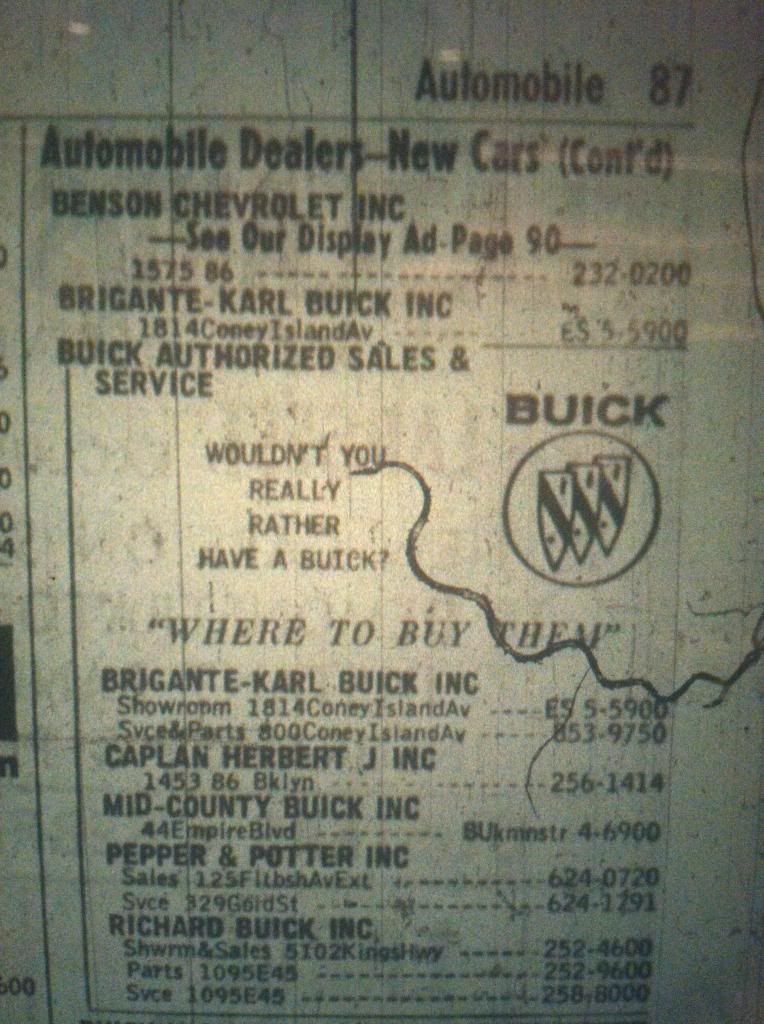 Automobile 87
Automobile Dealers—New Cars (Cont'd)
BENSON CHEVROLET INC
—See Our Display Ad-Page 90—
1575 86 ---------------- 232-0200
BRIGANTE-KARL BUICK INC
1814ConeyIslandAv ------- ES 5-5900
BUICK AUTHORIZED SALES &
SERVICE
BUICK
WOULDN'T YOU
REALLY
RATHER
HAVE A BUICK?
"WHERE TO BUY THEM"
BRIGANTE-KARL BUICK INC
Showroom 1814ConeyIslandAv ---- ES 5-5900
Svce&Parts 800ConeyIslandAv ----- 853-9750
CAPLAN HERBERT J INC
1453 86 Bklyn -------------- 256-1414
MID-COUNTY BUICK INC
44EmpireBlvd --------- BUkmnstr 4-6900
PEPPER & POTTER INC
Sales 125FltbshAvExt ----------- 624-0720
Svce 329GoldSt --------------- 624-1291
RICHARD BUICK INC
Shwrm&Sales 5102KingsHwy ------ 252-4600
Parts 1095E45 --------------- 252-9600
Svce 1095E45 ---------------- 258-8000